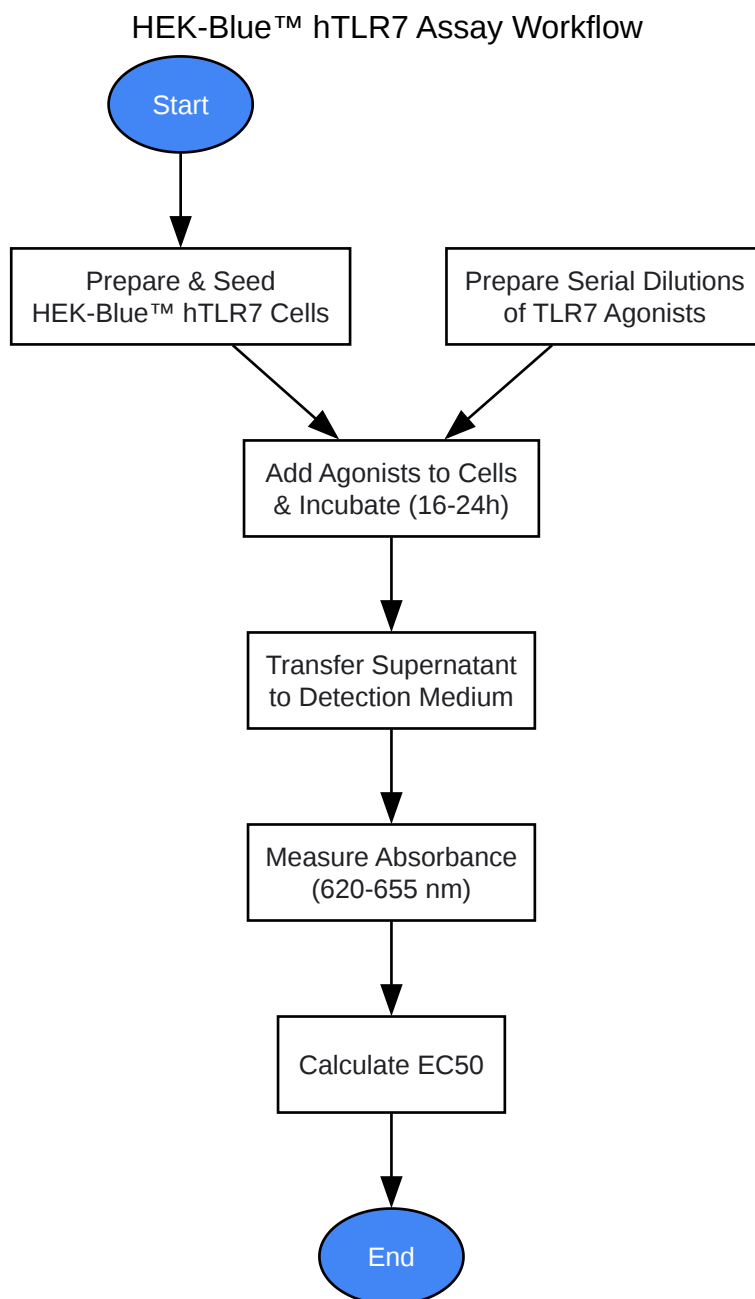 HEK-Blue™ hTLR7 Assay Workflow
Start
Prepare & Seed
HEK-Blue™ hTLR7 Cells
Prepare Serial Dilutions
of TLR7 Agonists
Add Agonists to Cells
& Incubate (16-24h)
Transfer Supernatant
to Detection Medium
Measure Absorbance
(620-655 nm)
Calculate EC50
End